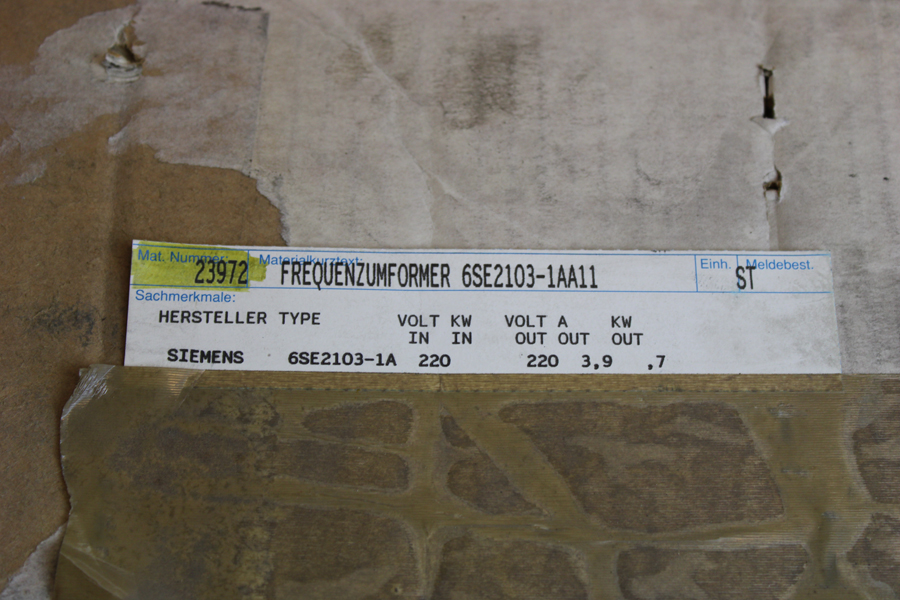 Mat. Nummer: Materialkurztext: Einh. Meldebest.
23972 FREQUENZUMFORMER 6SE2103-1AA11 ST
Sachmerkmale:
HERSTELLER TYPE VOLT KW VOLT A KW
IN IN OUT OUT OUT
SIEMENS 6SE2103-1A 220 220 3,9 ,7